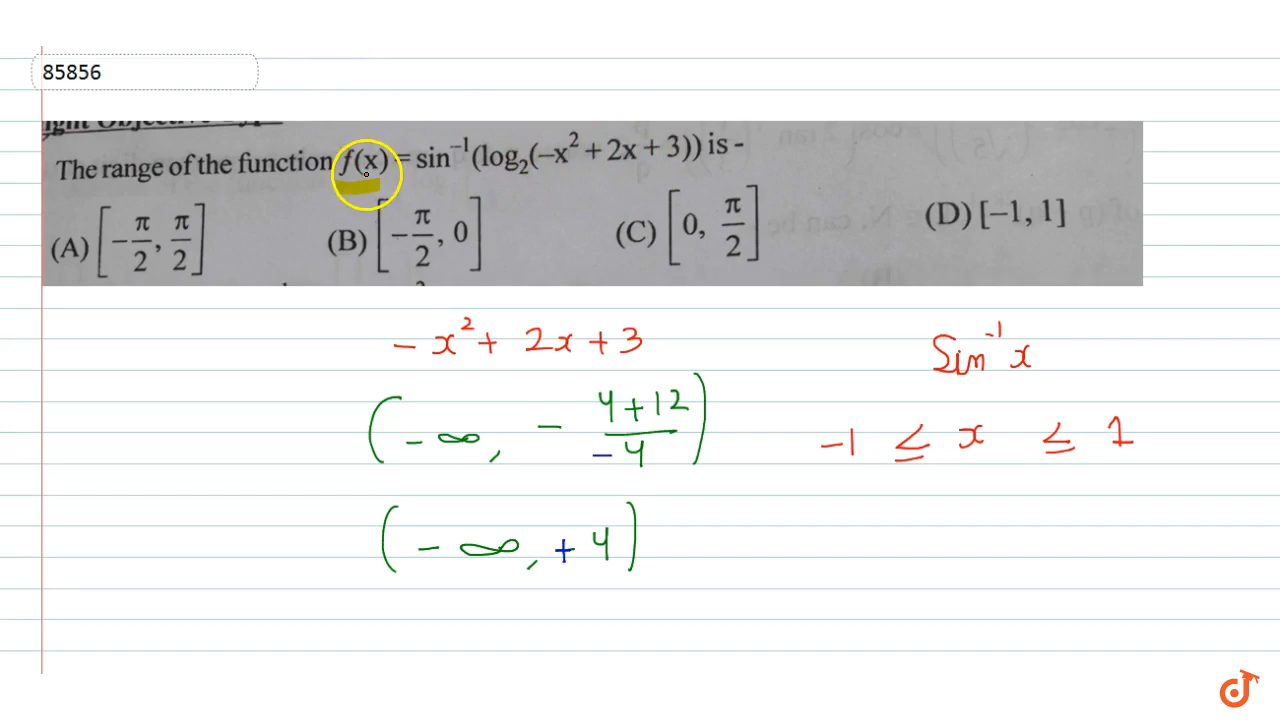 85856
The range of the function f(x) = sin⁻¹(log₂(−x² + 2x + 3)) is -
(A) [−π/2, π/2] (B) [−π/2, 0] (C) [0, π/2] (D) [−1, 1]
− x² + 2x + 3
Sin⁻¹ x
(− ∞, − (4 + 12)/(−4))
−1 ≤ x ≤ 1
(− ∞, + 4)